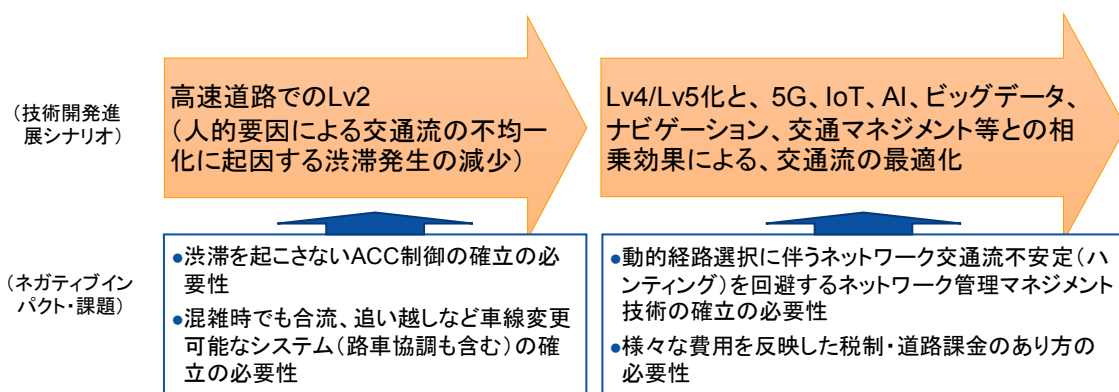 （技術開発進
展シナリオ）
高速道路でのLv2
（人的要因による交通流の不均一
化に起因する渋滞発生の減少）
Lv4/Lv5化と、5G、IoT、AI、ビッグデータ、
ナビゲーション、交通マネジメント等との相
乗効果による、交通流の最適化
（ネガティブイン
パクト・課題）
●渋滞を起こさないACC制御の確立の必
要性
●混雑時でも合流、追い越しなど車線変更
可能なシステム（路車協調も含む）の確
立の必要性
●動的経路選択に伴うネットワーク交通流不安定（ハ
ンティング）を回避するネットワーク管理マネジメント
技術の確立の必要性
●様々な費用を反映した税制・道路課金のあり方の
必要性